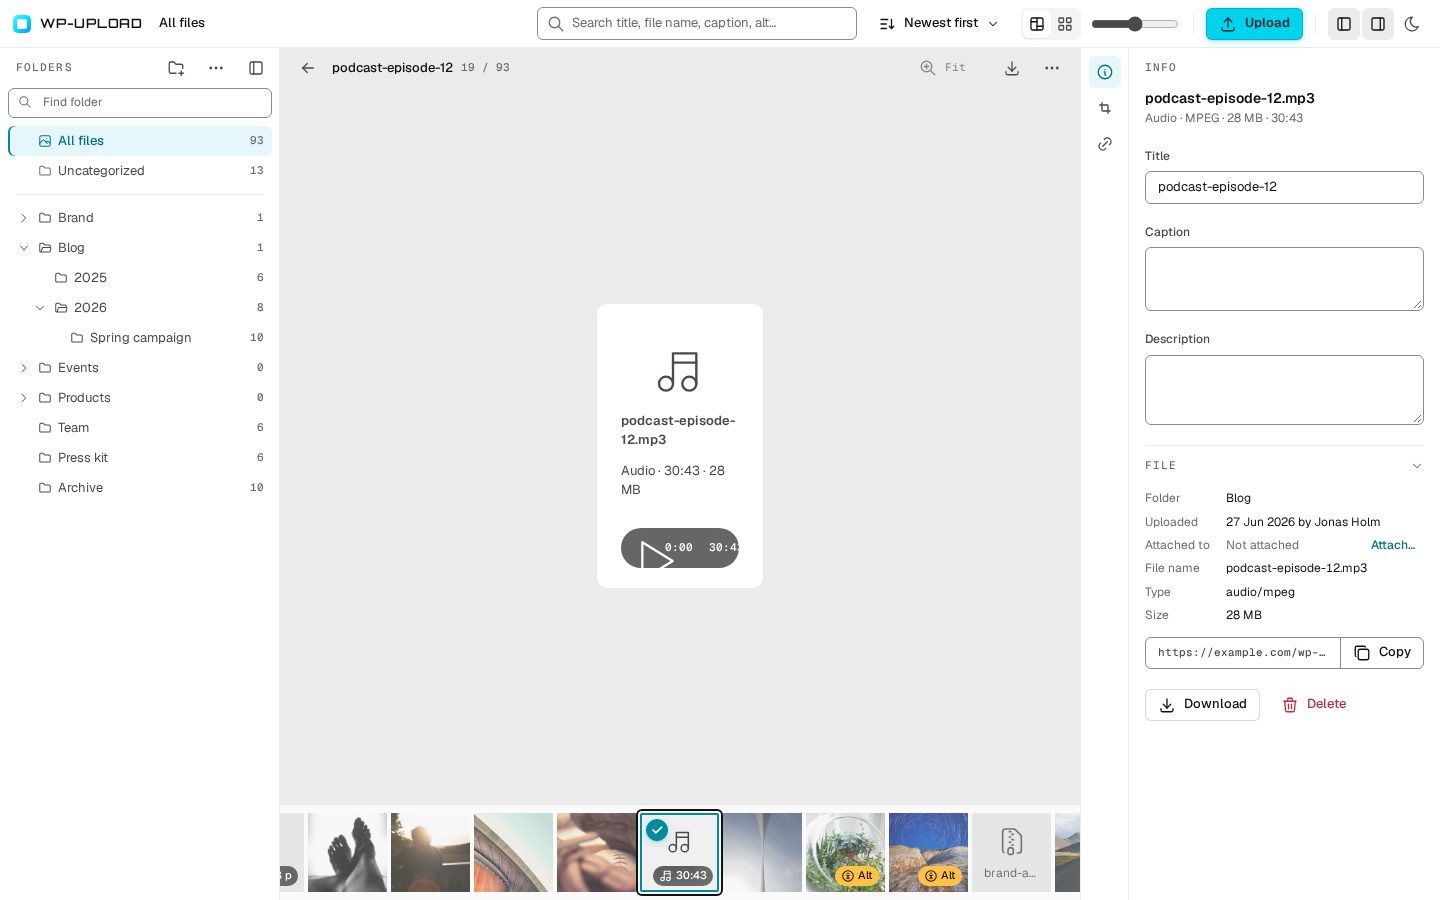 WP-UPLOAD
All files
Search title, file name, caption, alt…
Newest first
Upload
FOLDERS
Find folder
All files 93
Uncategorized 13
Brand 1
Blog 1
2025 6
2026 8
Spring campaign 10
Events 0
Products 0
Team 6
Press kit 6
Archive 10
podcast-episode-12 19 / 93
Fit
podcast-episode-
12.mp3
Audio · 30:43 · 28
MB
0:00 30:43
p
30:43
Alt
Alt
brand-a…
INFO
podcast-episode-12.mp3
Audio · MPEG · 28 MB · 30:43
Title
podcast-episode-12
Caption
Description
FILE
Folder Blog
Uploaded 27 Jun 2026 by Jonas Holm
Attached to Not attached Attach…
File name podcast-episode-12.mp3
Type audio/mpeg
Size 28 MB
https://example.com/wp-… Copy
Download Delete